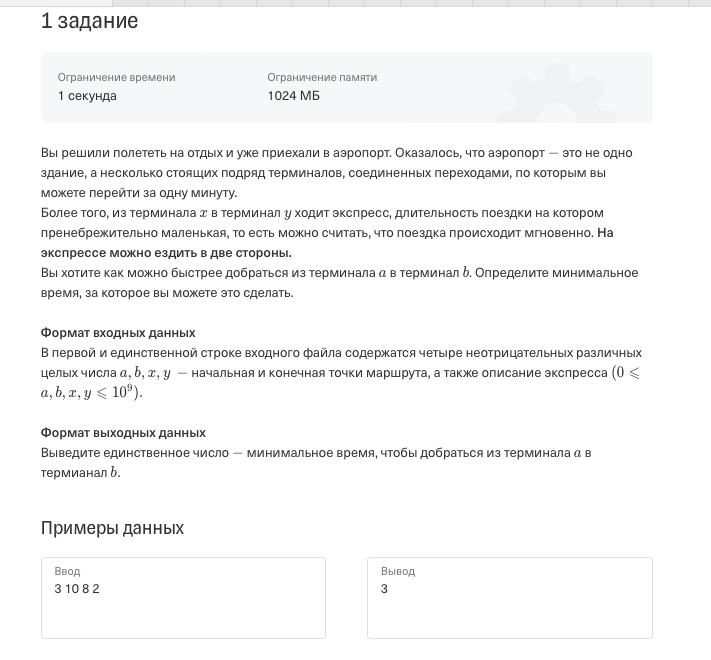 1 задание
Ограничение времени
Ограничение памяти
1 секунда
1024 МБ
Вы решили полететь на отдых и уже приехали в аэропорт. Оказалось, что аэропорт — это не одно
здание, а несколько стоящих подряд терминалов, соединенных переходами, по которым вы
можете перейти за одну минуту.
Более того, из терминала x в терминал y ходит экспресс, длительность поездки на котором
пренебрежительно маленькая, то есть можно считать, что поездка происходит мгновенно. На
экспрессе можно ездить в две стороны.
Вы хотите как можно быстрее добраться из терминала a в терминал b. Определите минимальное
время, за которое вы можете это сделать.
Формат входных данных
В первой и единственной строке входного файла содержатся четыре неотрицательных различных
целых числа a, b, x, y – начальная и конечная точки маршрута, а также описание экспресса (0 ⩽
a, b, x, y ⩽ 10⁹).
Формат выходных данных
Выведите единственное число — минимальное время, чтобы добраться из терминала a в
термианал b.
Примеры данных
Ввод
3 10 8 2
Вывод
3